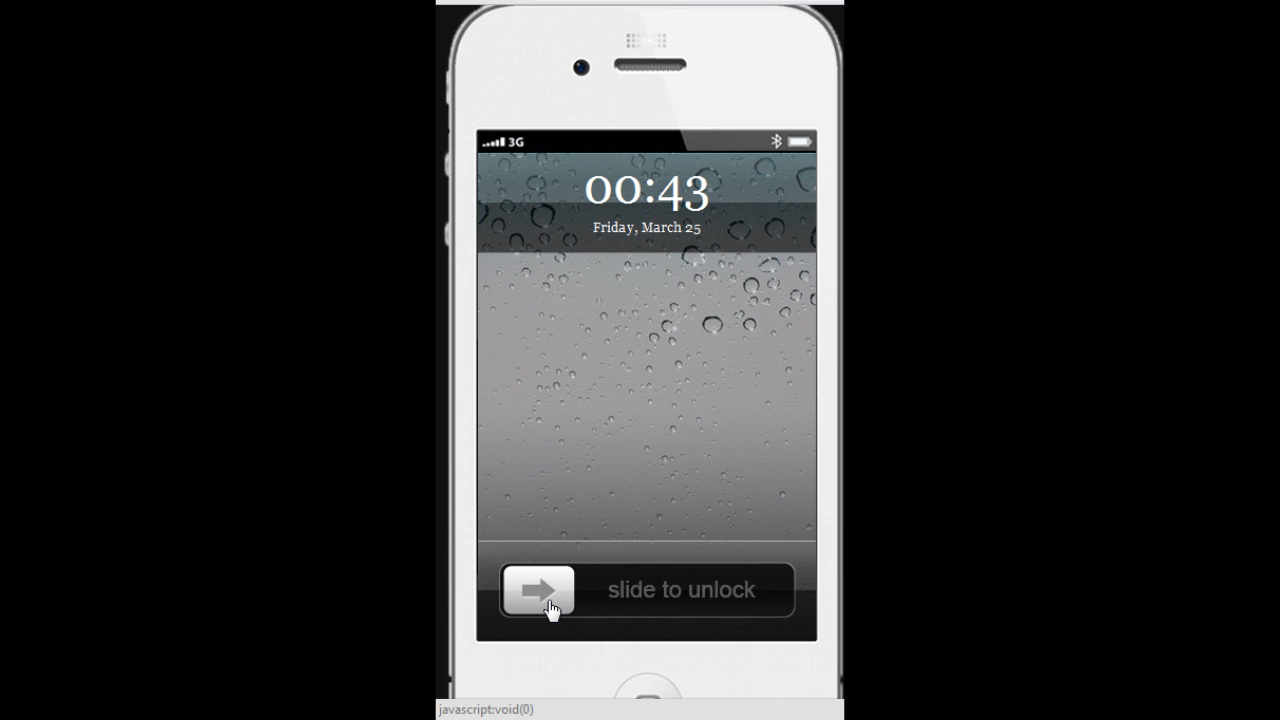 3G
00:43
Friday, March 25
slide to unlock
javascript:void(0)